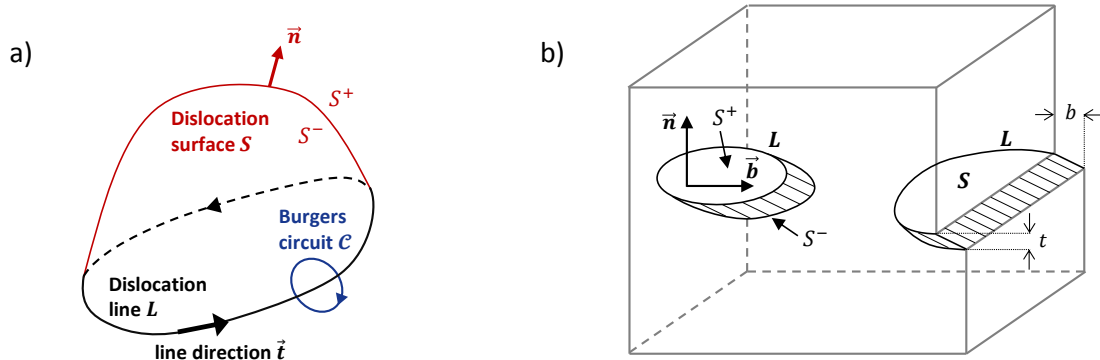 a)
n⃗
S⁺
Dislocation
surface S
S⁻
Burgers
circuit 𝒞
Dislocation
line L
line direction t⃗
b)
b
n⃗
S⁺
L
L
b⃗
S
S⁻
t